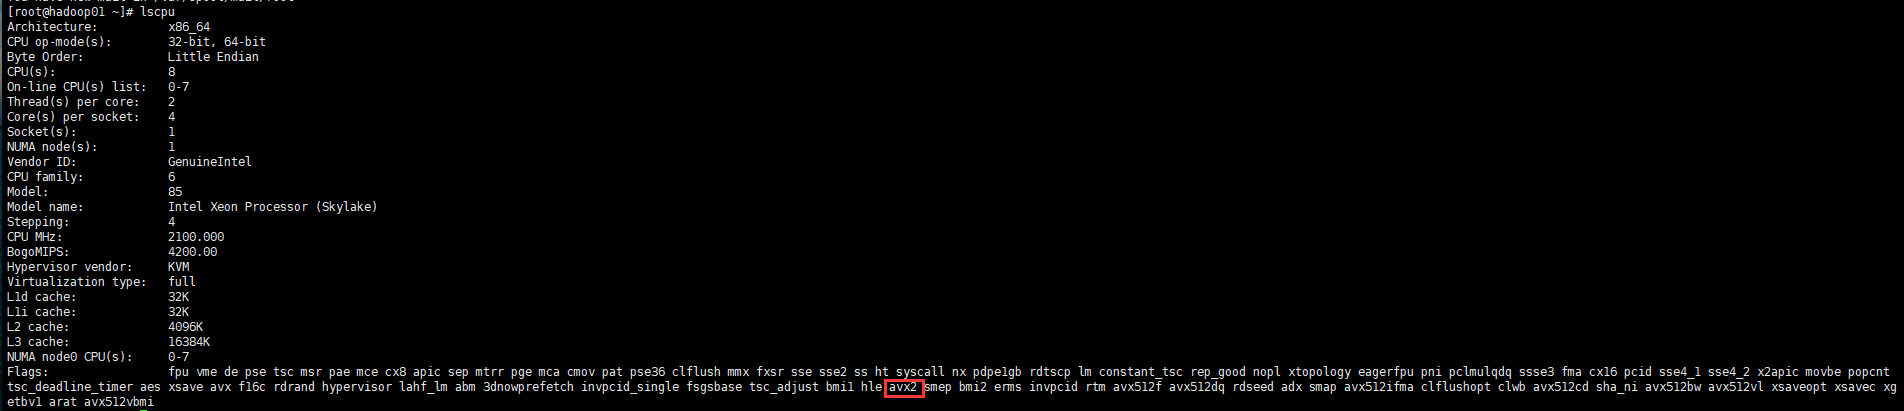 [root@hadoop01 ~]# lscpu
Architecture:          x86_64
CPU op-mode(s):        32-bit, 64-bit
Byte Order:            Little Endian
CPU(s):                8
On-line CPU(s) list:   0-7
Thread(s) per core:    2
Core(s) per socket:    4
Socket(s):             1
NUMA node(s):          1
Vendor ID:             GenuineIntel
CPU family:            6
Model:                 85
Model name:            Intel Xeon Processor (Skylake)
Stepping:              4
CPU MHz:               2100.000
BogoMIPS:              4200.00
Hypervisor vendor:     KVM
Virtualization type:   full
L1d cache:             32K
L1i cache:             32K
L2 cache:              4096K
L3 cache:              16384K
NUMA node0 CPU(s):     0-7
Flags:                 fpu vme de pse tsc msr pae mce cx8 apic sep mtrr pge mca cmov pat pse36 clflush mmx fxsr sse sse2 ss ht syscall nx pdpe1gb rdtscp lm constant_tsc rep_good nopl xtopology eagerfpu pni pclmulqdq ssse3 fma cx16 pcid sse4_1 sse4_2 x2apic movbe popcnt
tsc_deadline_timer aes xsave avx f16c rdrand hypervisor lahf_lm abm 3dnowprefetch invpcid_single fsgsbase tsc_adjust bmi1 hle avx2 smep bmi2 erms invpcid rtm avx512f avx512dq rdseed adx smap avx512ifma clflushopt clwb avx512cd sha_ni avx512bw avx512vl xsaveopt xsavec xg
etbv1 arat avx512vbmi